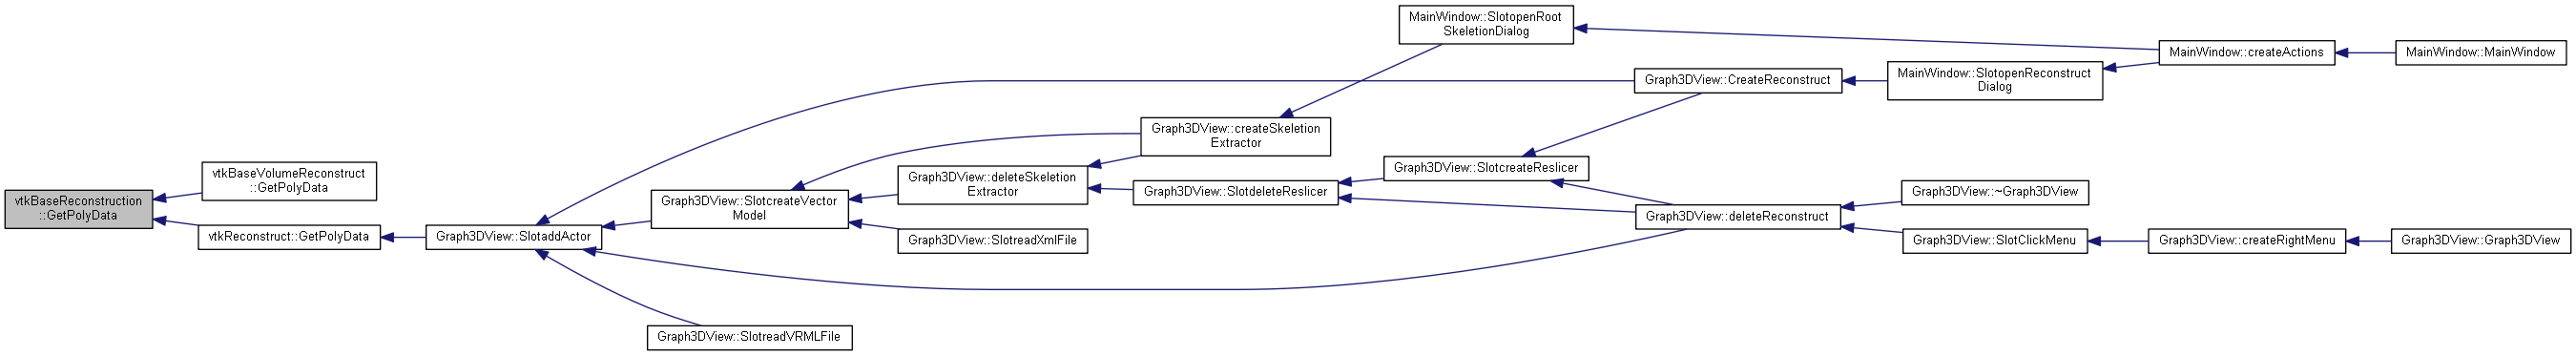 vtkBaseReconstruction
::GetPolyData
vtkBaseVolumeReconstruct
::GetPolyData
vtkReconstruct::GetPolyData
Graph3DView::SlotaddActor
Graph3DView::SlotcreateVector
Model
Graph3DView::SlotreadVRMLFile
Graph3DView::deleteSkeletion
Extractor
Graph3DView::SlotreadXmlFile
Graph3DView::createSkeletion
Extractor
Graph3DView::SlotdeleteReslicer
MainWindow::SlotopenRoot
SkeletionDialog
Graph3DView::SlotcreateReslicer
Graph3DView::CreateReconstruct
Graph3DView::deleteReconstruct
MainWindow::SlotopenReconstruct
Dialog
Graph3DView::~Graph3DView
Graph3DView::SlotClickMenu
MainWindow::createActions
Graph3DView::createRightMenu
MainWindow::MainWindow
Graph3DView::Graph3DView